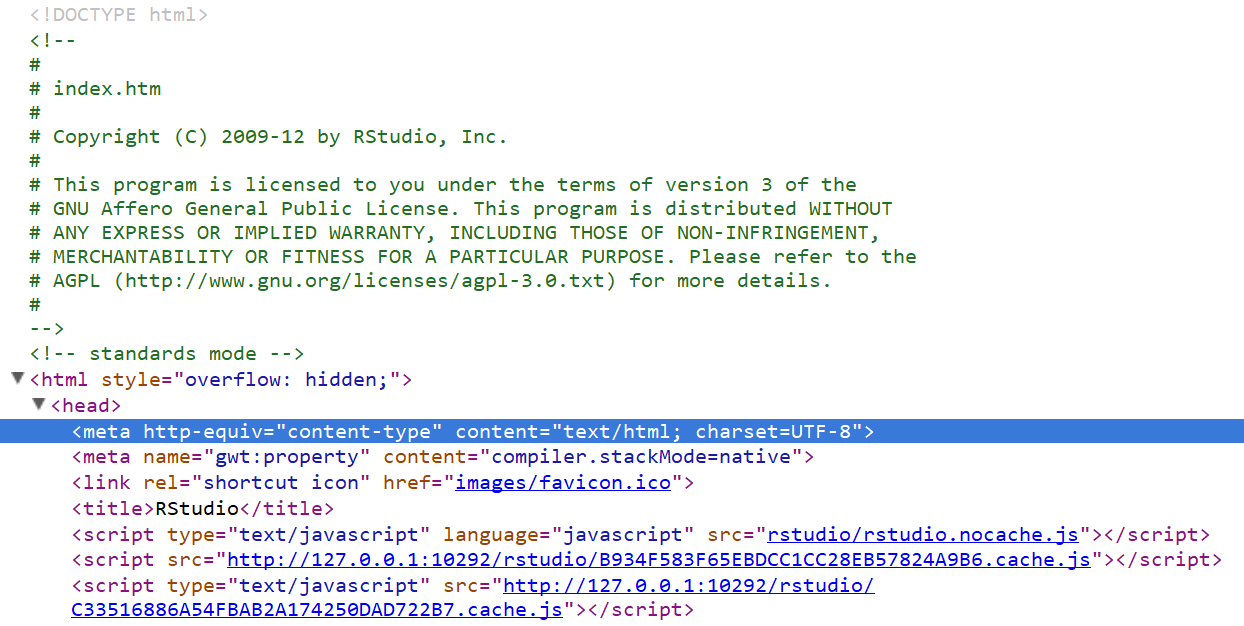 <!DOCTYPE html>
<!--
#
# index.htm
#
# Copyright (C) 2009-12 by RStudio, Inc.
#
# This program is licensed to you under the terms of version 3 of the
# GNU Affero General Public License. This program is distributed WITHOUT
# ANY EXPRESS OR IMPLIED WARRANTY, INCLUDING THOSE OF NON-INFRINGEMENT,
# MERCHANTABILITY OR FITNESS FOR A PARTICULAR PURPOSE. Please refer to the
# AGPL (http://www.gnu.org/licenses/agpl-3.0.txt) for more details.
#
-->
<!-- standards mode -->
<html style="overflow: hidden;">
<head>
<meta http-equiv="content-type" content="text/html; charset=UTF-8">
<meta name="gwt:property" content="compiler.stackMode=native">
<link rel="shortcut icon" href="images/favicon.ico">
<title>RStudio</title>
<script type="text/javascript" language="javascript" src="rstudio/rstudio.nocache.js"></script>
<script src="http://127.0.0.1:10292/rstudio/B934F583F65EBDCC1CC28EB57824A9B6.cache.js"></script>
<script type="text/javascript" src="http://127.0.0.1:10292/rstudio/
C33516886A54FBAB2A174250DAD722B7.cache.js"></script>